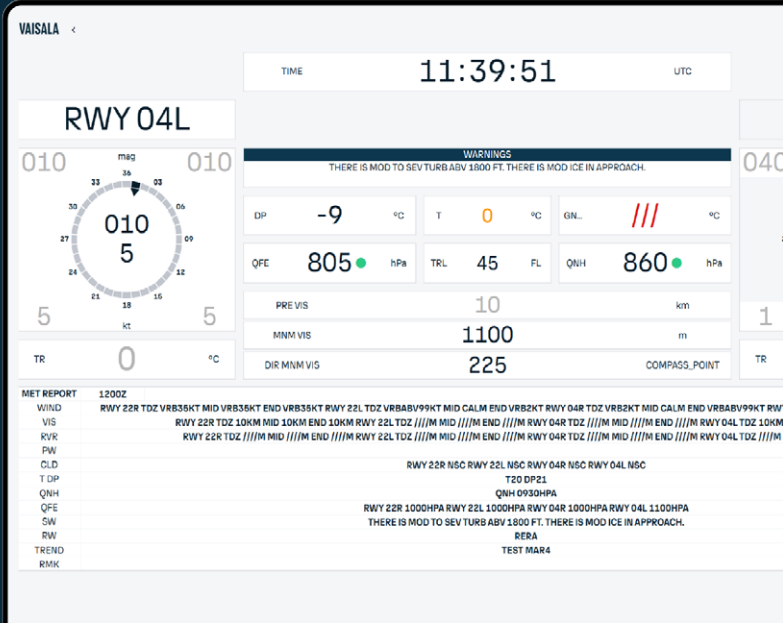 VAISALA <
TIME 11:39:51 UTC
RWY 04L
010 mag 010 040
WARNINGS
THERE IS MOD TO SEV TURB ABV 1800 FT. THERE IS MOD ICE IN APPROACH.
36
33 03
30 06
010
5
27 09
24 12
21 15
18
5 kt 5 1
DP -9 °C T 0 °C GN... /// °C
QFE 805 hPa TRL 45 FL QNH 860 hPa
PRE VIS 10 km
MNM VIS 1100 m
TR 0 °C DIR MNM VIS 225 COMPASS_POINT TR
MET REPORT 1200Z
WIND RWY 22R TDZ VRB35KT MID VRB35KT END VRB35KT RWY 22L TDZ VRBABV99KT MID CALM END VRB2KT RWY 04R TDZ VRB2KT MID CALM END VRBABV99KT RW
VIS RWY 22R TDZ 10KM MID 10KM END 10KM RWY 22L TDZ ////M MID ////M END ////M RWY 04R TDZ ////M MID ////M END ////M RWY 04L TDZ 10KM
RVR RWY 22R TDZ ////M MID ////M END ////M RWY 22L TDZ ////M MID ////M END ////M RWY 04R TDZ ////M MID ////M END ////M RWY 04L TDZ ////M
PW
CLD RWY 22R NSC RWY 22L NSC RWY 04R NSC RWY 04L NSC
T DP T20 DP21
QNH QNH 0930HPA
QFE RWY 22R 1000HPA RWY 22L 1000HPA RWY 04R 1000HPA RWY 04L 1100HPA
SW THERE IS MOD TO SEV TURB ABV 1800 FT. THERE IS MOD ICE IN APPROACH.
RW RERA
TREND TEST MAR4
RMK